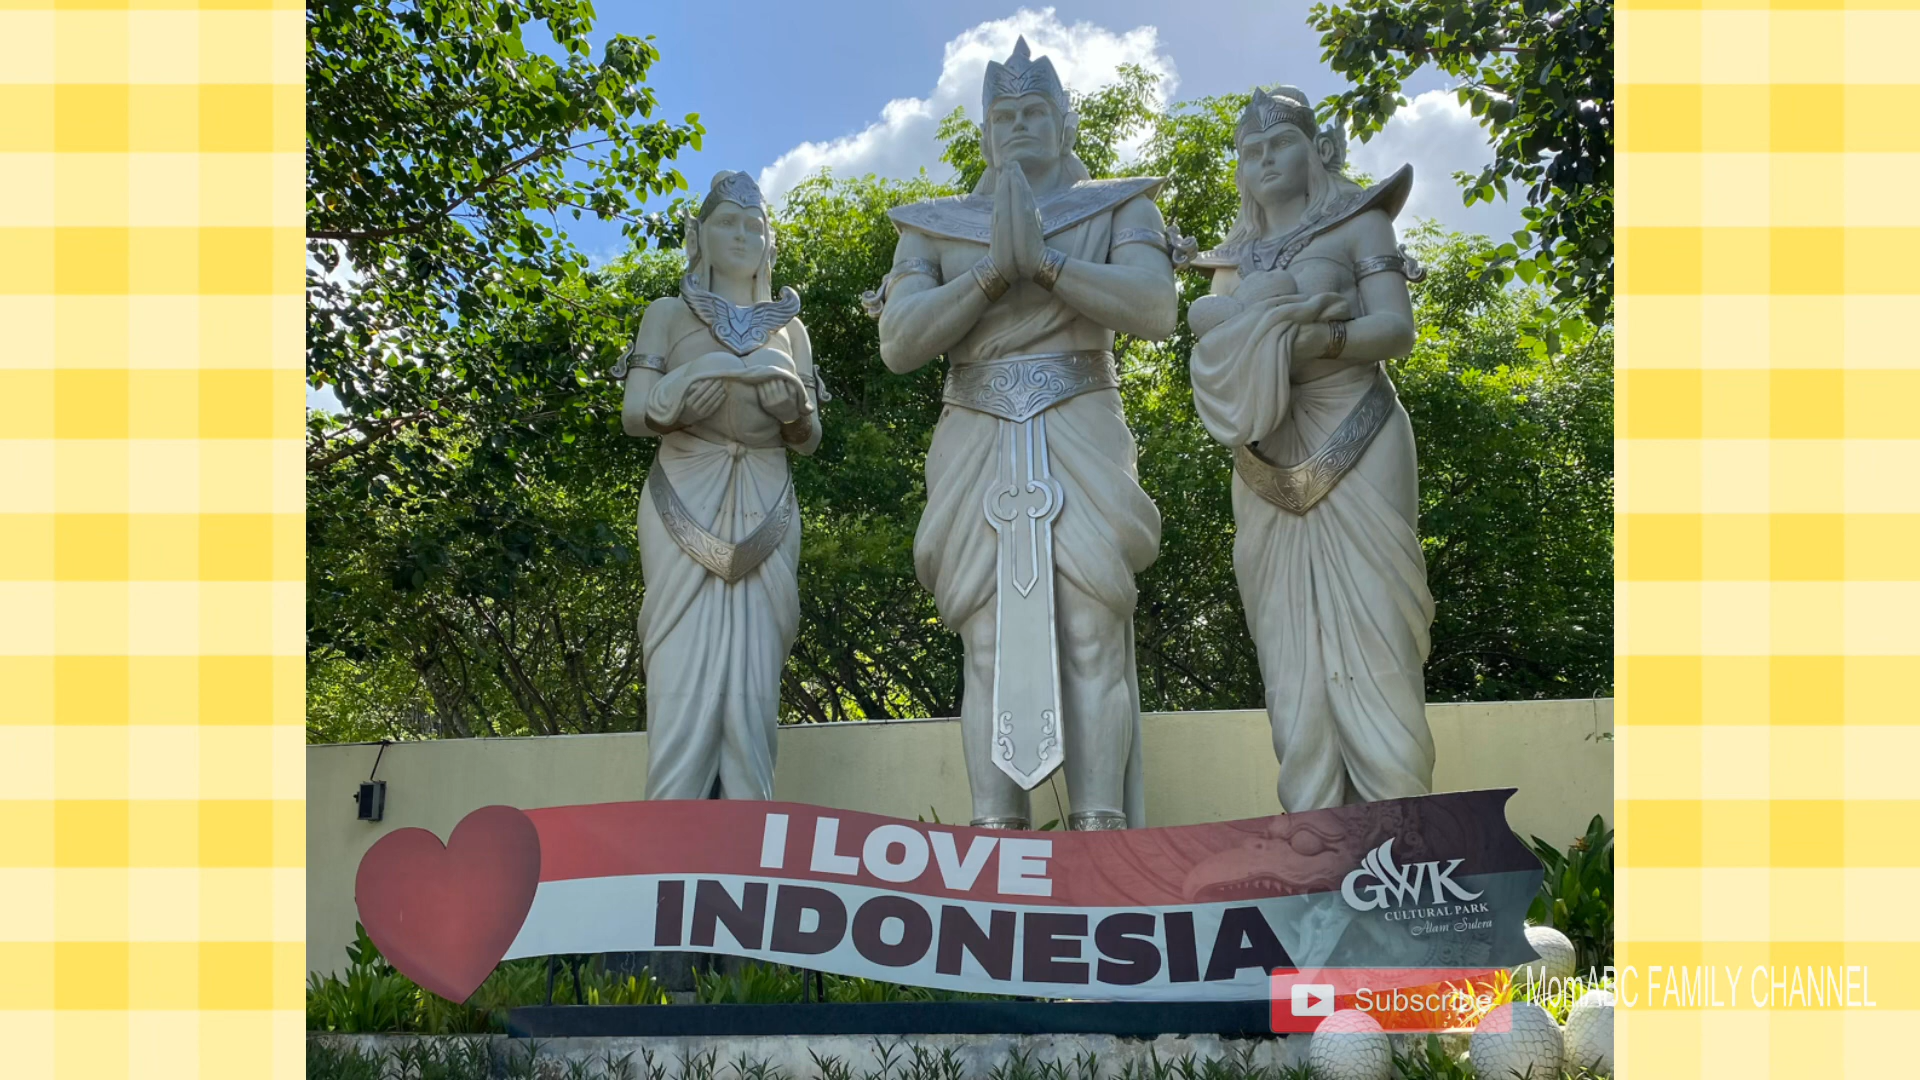 I LOVE
INDONESIA
GWK
CULTURAL PARK
Alam Sutera
Subscribe
MomABC FAMILY CHANNEL